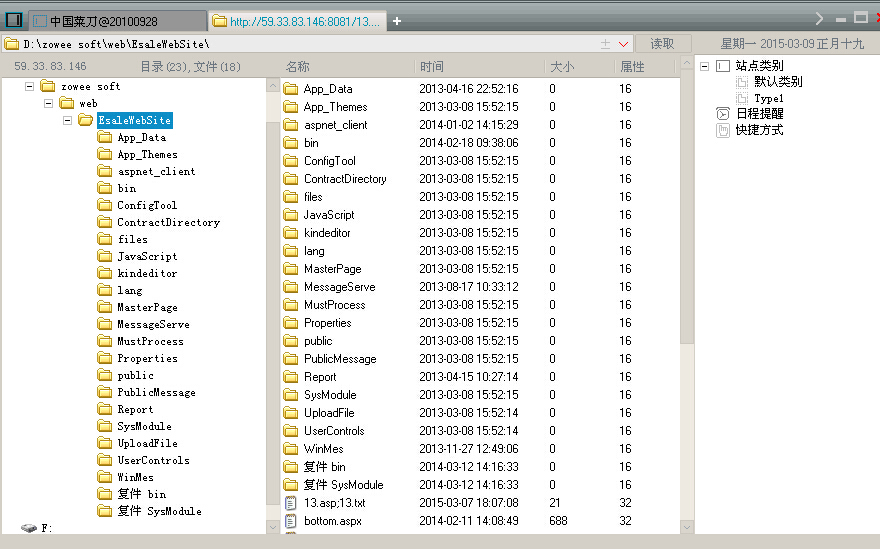 中国菜刀@20100928 http://59.33.83.146:8081/13.... +
D:\zowee soft\web\EsaleWebSite\ 读取 星期一 2015-03-09 正月十九
59.33.83.146 目录(23),文件(18) 名称 时间 大小 属性
zowee soft
web
EsaleWebSite
App_Data
App_Themes
aspnet_client
bin
ConfigTool
ContractDirectory
files
JavaScript
kindeditor
lang
MasterPage
MessageServe
MustProcess
Properties
public
PublicMessage
Report
SysModule
UploadFile
UserControls
WinMes
复件 bin
复件 SysModule
F:
App_Data 2013-04-16 22:52:16 0 16
App_Themes 2013-03-08 15:52:15 0 16
aspnet_client 2014-01-02 14:15:29 0 16
bin 2014-02-18 09:38:06 0 16
ConfigTool 2013-03-08 15:52:15 0 16
ContractDirectory 2013-03-08 15:52:15 0 16
files 2013-03-08 15:52:15 0 16
JavaScript 2013-03-08 15:52:15 0 16
kindeditor 2013-03-08 15:52:15 0 16
lang 2013-03-08 15:52:15 0 16
MasterPage 2013-03-08 15:52:15 0 16
MessageServe 2013-08-17 10:33:12 0 16
MustProcess 2013-03-08 15:52:15 0 16
Properties 2013-03-08 15:52:15 0 16
public 2013-03-08 15:52:15 0 16
PublicMessage 2013-03-08 15:52:15 0 16
Report 2013-04-15 10:27:14 0 16
SysModule 2013-03-08 15:52:15 0 16
UploadFile 2013-03-08 15:52:14 0 16
UserControls 2013-03-08 15:52:14 0 16
WinMes 2013-11-27 12:49:06 0 16
复件 bin 2014-03-12 14:16:33 0 16
复件 SysModule 2014-03-12 14:16:33 0 16
13.asp;13.txt 2015-03-07 18:07:08 21 32
bottom.aspx 2014-02-11 14:08:49 688 32
站点类别
默认类别
Type1
日程提醒
快捷方式